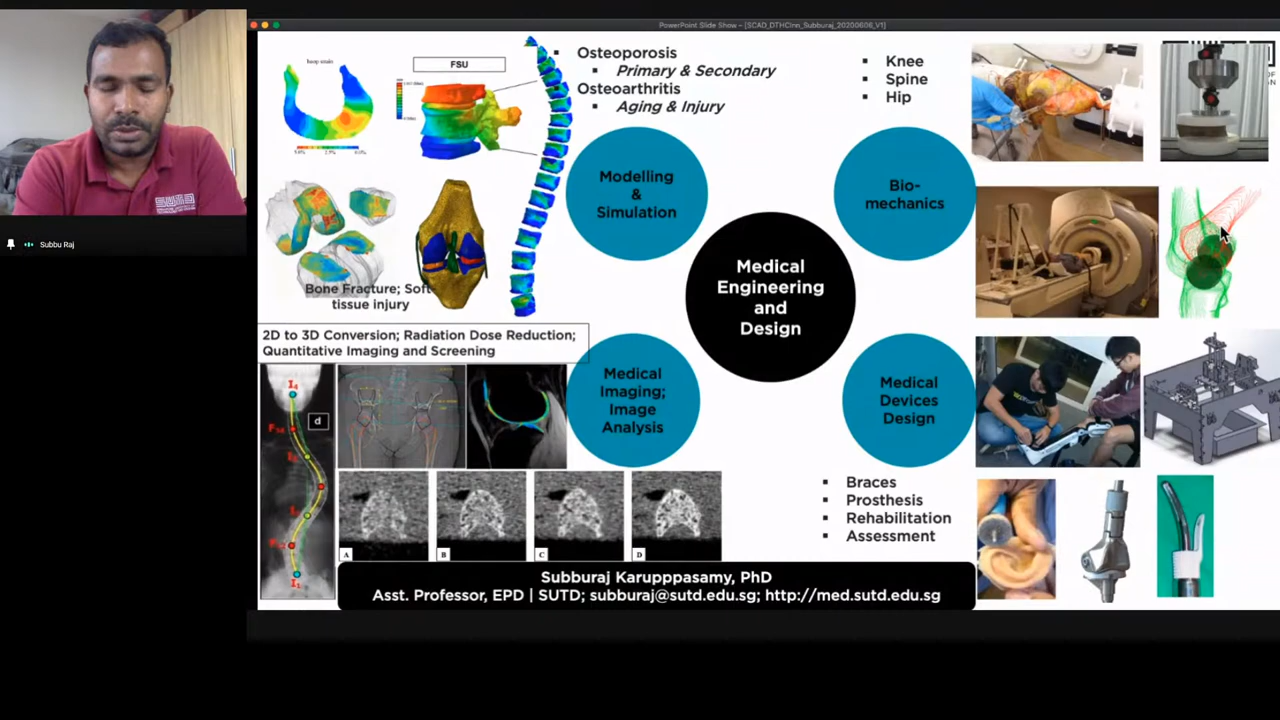 PowerPoint Slide Show - [SCAD_DTHCInn_Subburaj_20200606_V1]
FSU
Osteoporosis
Primary & Secondary
Osteoarthritis
Aging & Injury
Knee
Spine
Hip
Modelling
&
Simulation
Bio-
mechanics
Medical
Engineering
and
Design
Subbu Raj
Bone Fracture; Soft
tissue injury
2D to 3D Conversion; Radiation Dose Reduction;
Quantitative Imaging and Screening
Medical
Imaging;
Image
Analysis
Medical
Devices
Design
d
Braces
Prosthesis
Rehabilitation
Assessment
A
B
C
D
Subburaj Karupppasamy, PhD
Asst. Professor, EPD | SUTD; subburaj@sutd.edu.sg; http://med.sutd.edu.sg